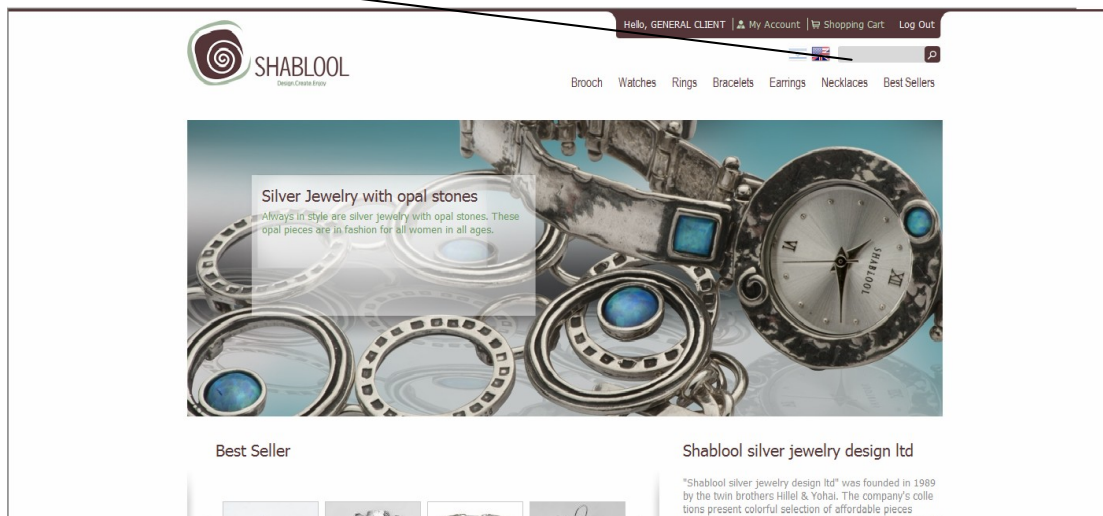 Hello, GENERAL CLIENT My Account Shopping Cart Log Out
SHABLOOL
Design Create Enjoy
Brooch Watches Rings Bracelets Earrings Necklaces Best Sellers
Silver Jewelry with opal stones
Always in style are silver jewelry with opal stones. These
opal pieces are in fashion for all women in all ages.
VI
SHABLOOL
XII
Best Seller
Shablool silver jewelry design ltd
"Shablool silver jewelry design ltd" was founded in 1989
by the twin brothers Hillel & Yohai. The company's colle
tions present colorful selection of affordable pieces